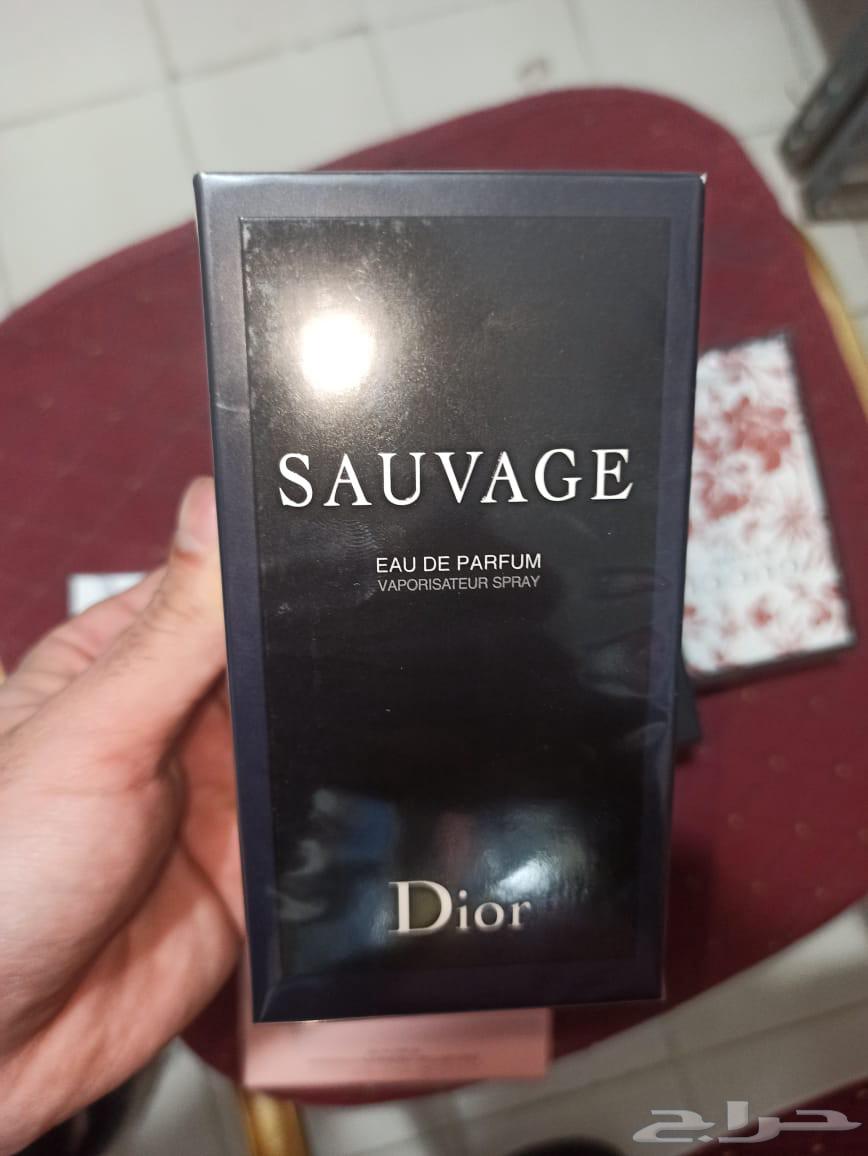 SAUVAGE
EAU DE PARFUM
VAPORISATEUR SPRAY
Dior
حراج